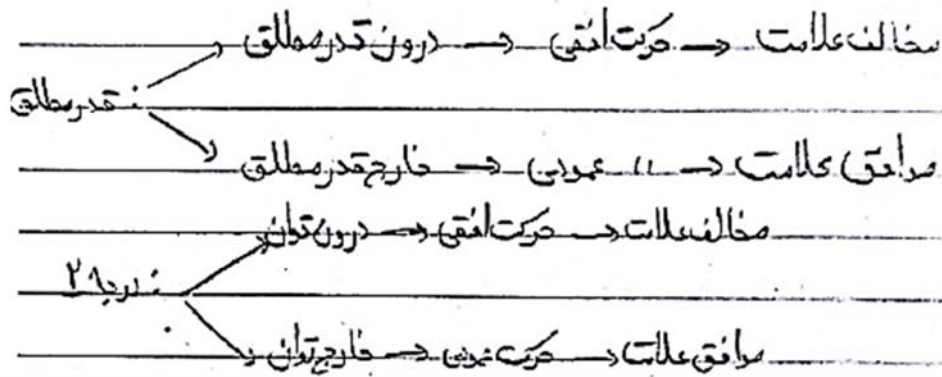 درون قدر مطلق → حرکت افقی → مخالف علامت
قدر مطلق :
خارج قدر مطلق → 〃 عمودی → موافق علامت
درون توان → حرکت افقی → مخالف علامت
درجه ۲ :
خارج توان → حرکت عمودی → موافق علامت